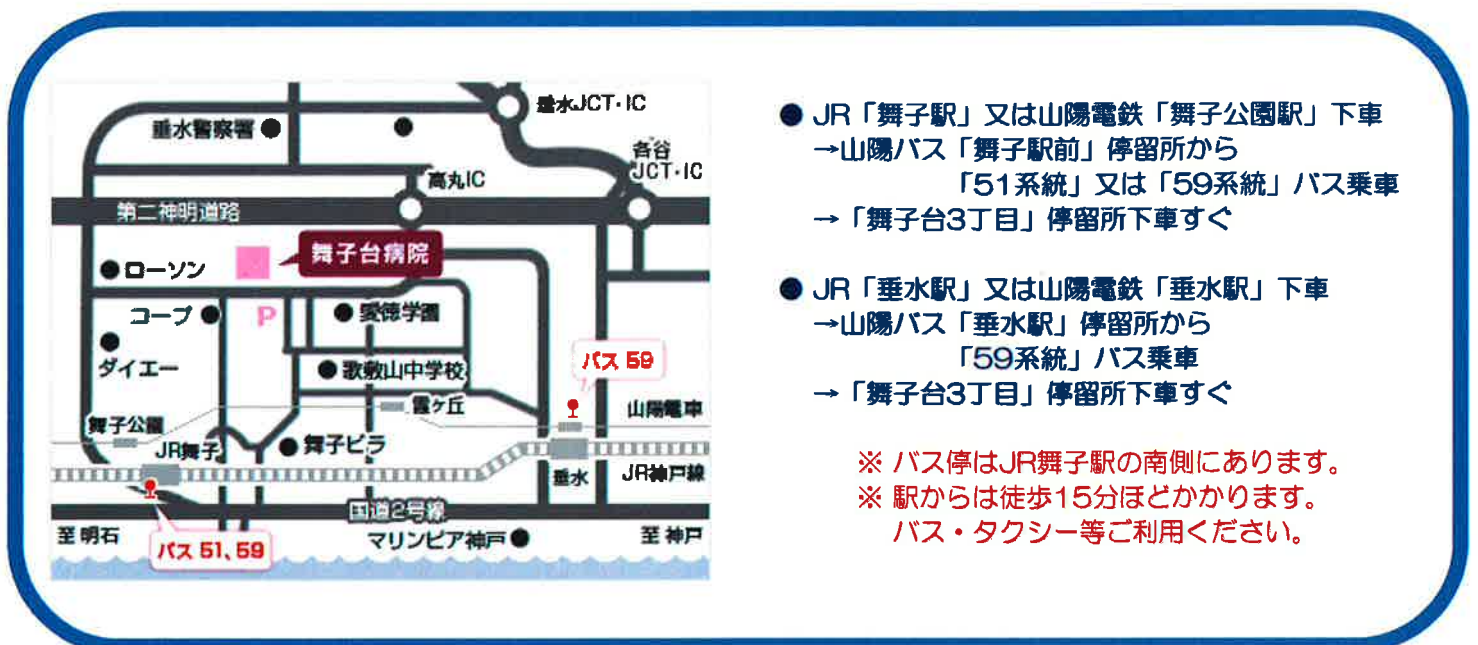 垂水JCT・IC
垂水警察署
各谷
JCT・IC
高丸IC
第二神明道路
舞子台病院
ローソン
コープ
P
愛徳学園
ダイエー
歌敷山中学校
バス 59
霞ヶ丘
山陽電車
舞子公園
JR舞子
舞子ビラ
垂水
JR神戸線
国道2号線
至 明石
バス 51、59
マリンピア神戸
至 神戸
● JR「舞子駅」又は山陽電鉄「舞子公園駅」下車
→山陽バス「舞子駅前」停留所から
「51系統」又は「59系統」バス乗車
→「舞子台3丁目」停留所下車すぐ
● JR「垂水駅」又は山陽電鉄「垂水駅」下車
→山陽バス「垂水駅」停留所から
「59系統」バス乗車
→「舞子台3丁目」停留所下車すぐ
※ バス停はJR舞子駅の南側にあります。
※ 駅からは徒歩15分ほどかかります。
バス・タクシー等ご利用ください。